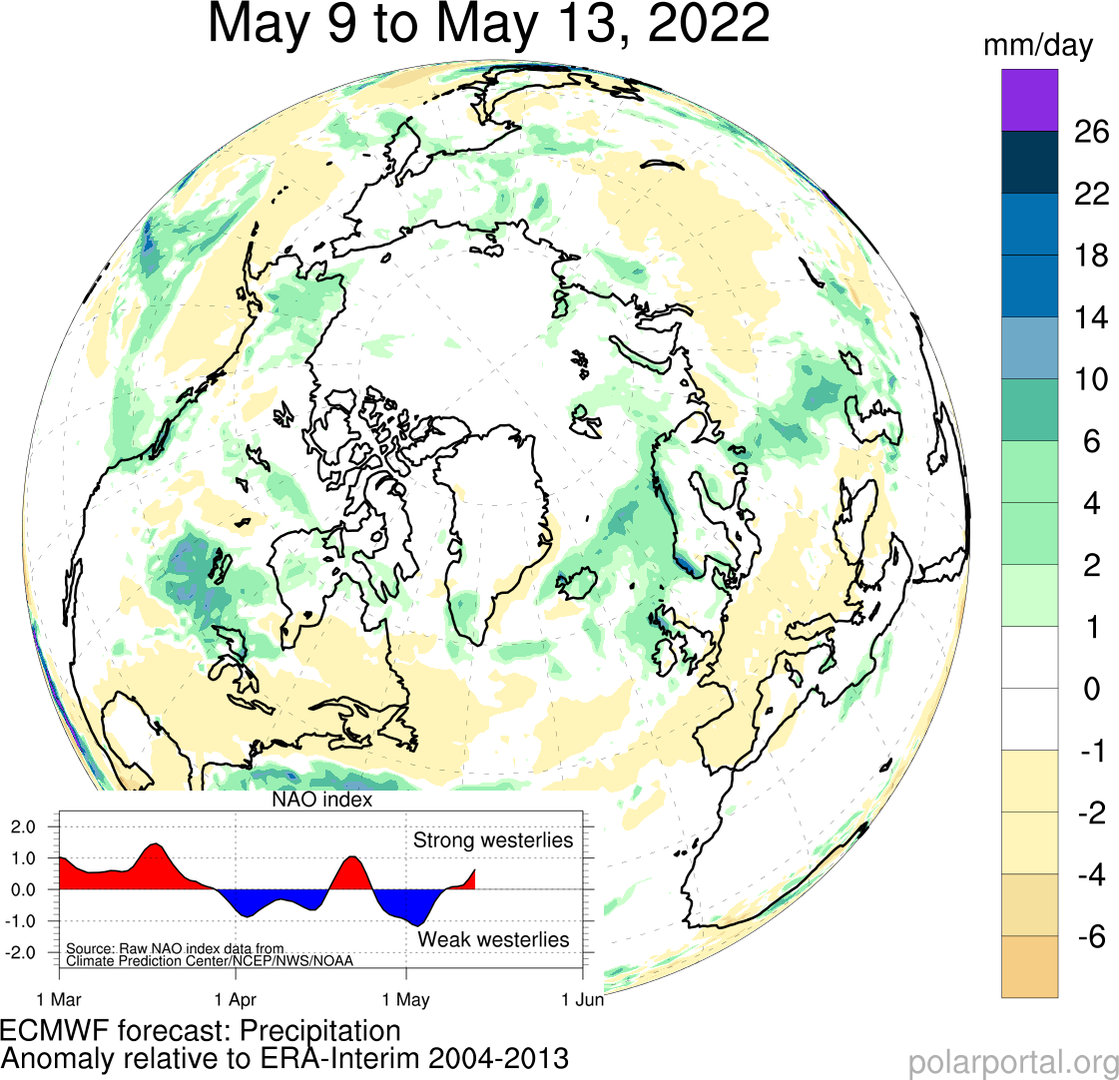 May 9 to May 13, 2022
mm/day
26
22
18
14
10
6
4
2
1
0
-1
-2
-4
-6
NAO index
2.0
1.0
0.0
-1.0
-2.0
Strong westerlies
Weak westerlies
Source: Raw NAO index data from
Climate Prediction Center/NCEP/NWS/NOAA
1 Mar 1 Apr 1 May 1 Jun
ECMWF forecast: Precipitation
Anomaly relative to ERA-Interim 2004-2013
polarportal.org